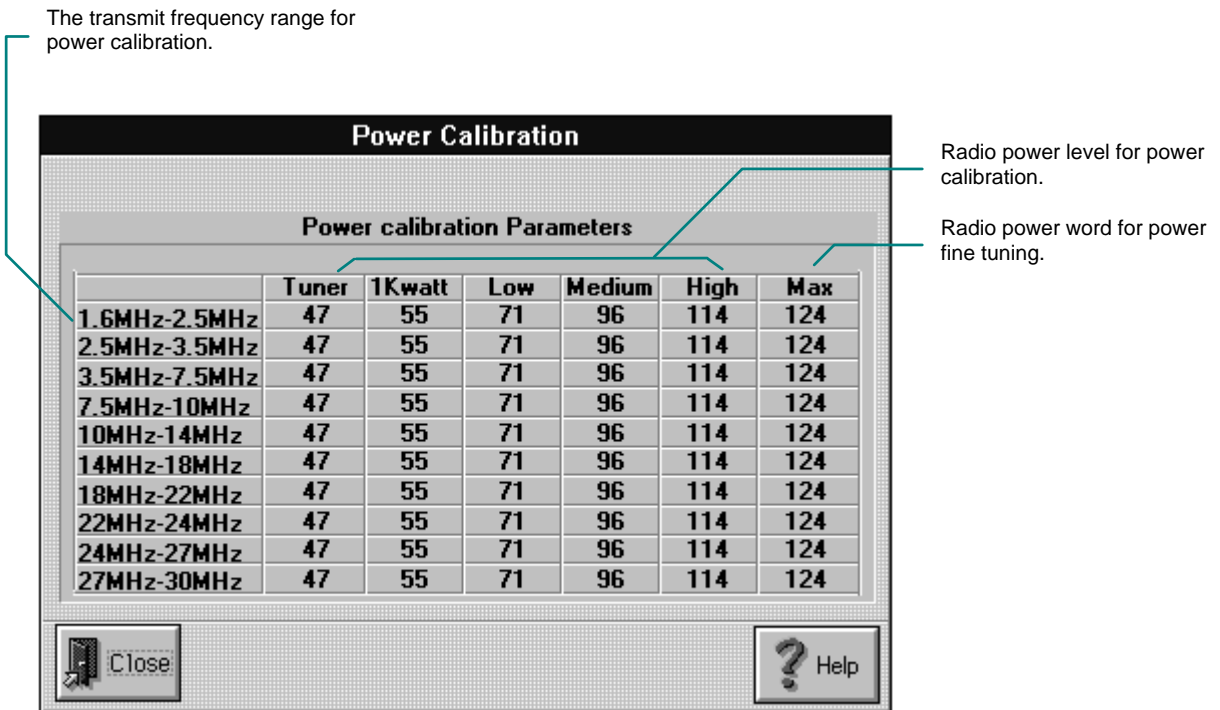 The transmit frequency range for
power calibration.
Power Calibration
Radio power level for power
calibration.
Radio power word for power
fine tuning.
Power calibration Parameters
Tuner 1Kwatt Low Medium High Max
1.6MHz-2.5MHz 47 55 71 96 114 124
2.5MHz-3.5MHz 47 55 71 96 114 124
3.5MHz-7.5MHz 47 55 71 96 114 124
7.5MHz-10MHz 47 55 71 96 114 124
10MHz-14MHz 47 55 71 96 114 124
14MHz-18MHz 47 55 71 96 114 124
18MHz-22MHz 47 55 71 96 114 124
22MHz-24MHz 47 55 71 96 114 124
24MHz-27MHz 47 55 71 96 114 124
27MHz-30MHz 47 55 71 96 114 124
Close
? Help